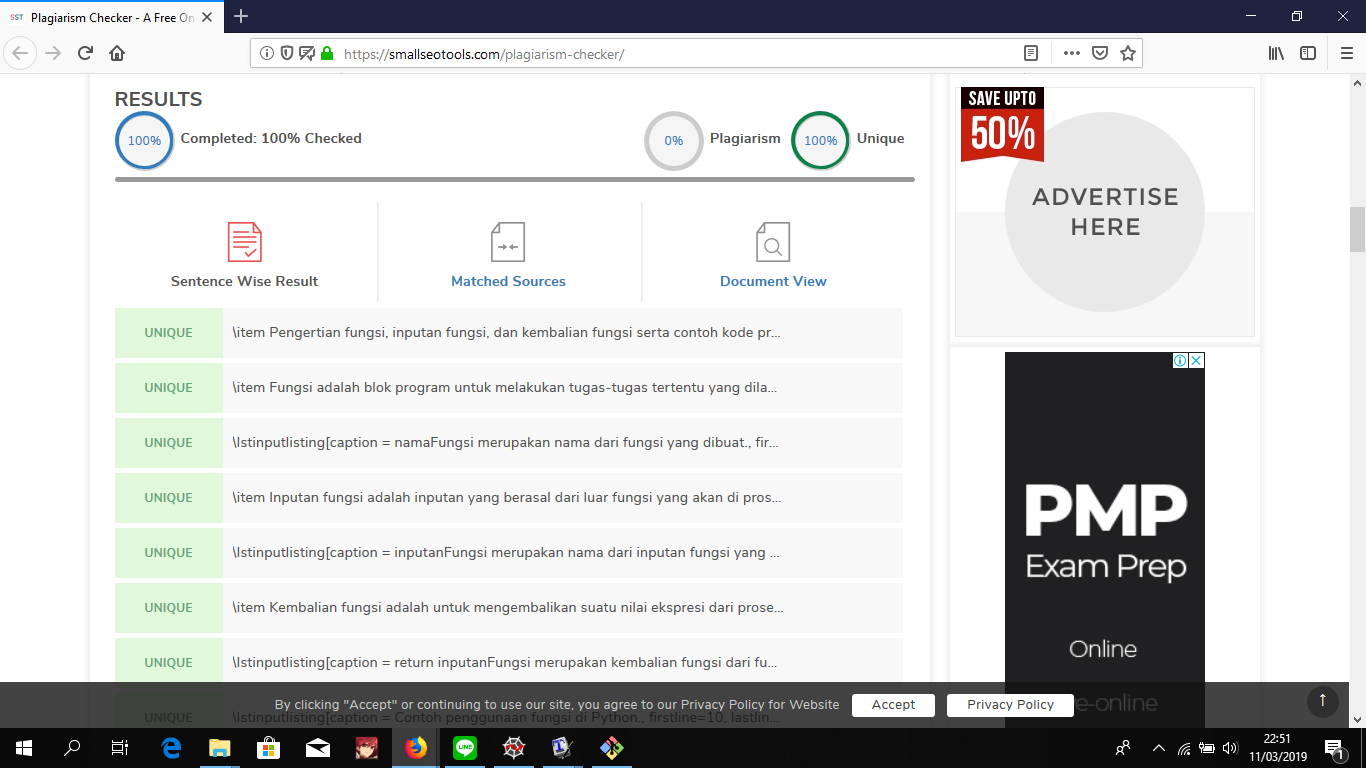 SST Plagiarism Checker - A Free On
https://smallseotools.com/plagiarism-checker/
RESULTS
100% Completed: 100% Checked
0% Plagiarism 100% Unique
Sentence Wise Result
Matched Sources
Document View
UNIQUE \item Pengertian fungsi, inputan fungsi, dan kembalian fungsi serta contoh kode pr...
UNIQUE \item Fungsi adalah blok program untuk melakukan tugas-tugas tertentu yang dila...
UNIQUE \lstinputlisting[caption = namaFungsi merupakan nama dari fungsi yang dibuat., fir...
UNIQUE \item Inputan fungsi adalah inputan yang berasal dari luar fungsi yang akan di pros...
UNIQUE \lstinputlisting[caption = inputanFungsi merupakan nama dari inputan fungsi yang ...
UNIQUE \item Kembalian fungsi adalah untuk mengembalikan suatu nilai ekspresi dari prose...
UNIQUE \lstinputlisting[caption = return inputanFungsi merupakan kembalian fungsi dari fu...
UNIQUE \lstinputlisting[caption = Contoh penggunaan fungsi di Python., firstline=10, lastlin...
SAVE UPTO
50%
ADVERTISE
HERE
PMP
Exam Prep
Online
e-online
By clicking "Accept" or continuing to use our site, you agree to our Privacy Policy for Website
Accept
Privacy Policy
LINE
22:51
11/03/2019
1